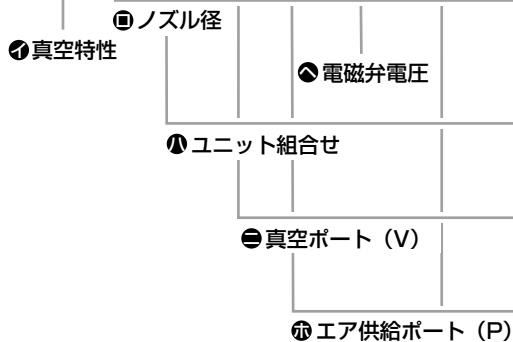 ロノズル径
イ真空特性
ヘ電磁弁電圧
ハユニット組合せ
ニ真空ポート（V）
ホエア供給ポート（P）